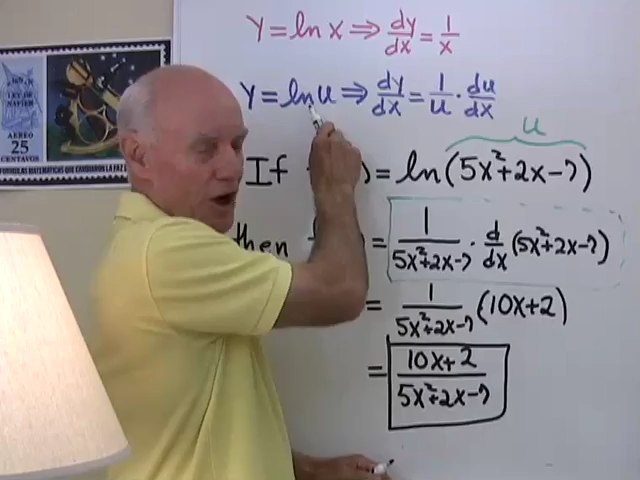 Y = ln x ⇒ dy/dx = 1/x
Y = ln u ⇒ dy/dx = 1/u · du/dx
u
If ) = ln(5x²+2x-7)
then = 1/(5x²+2x-7) · d/dx (5x²+2x-7)
= 1/(5x²+2x-7) (10x+2)
= (10x+2)/(5x²+2x-7)
LEY DE
NAVIER
AEREO
25
CENTAVOS